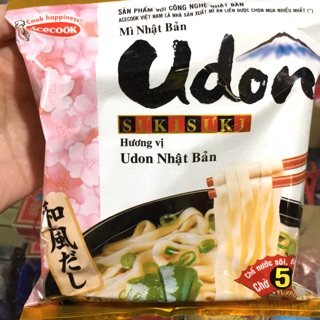 Cook happiness!
ACECOOK
SẢN PHẨM VỚI CÔNG NGHỆ NHẬT BẢN
ACECOOK VIỆT NAM LÀ NHÀ SẢN XUẤT MÌ ĂN LIỀN ĐƯỢC CHỌN MUA NHIỀU NHẤT (*)
Mì Nhật Bản
Udon
SUKISUKI
Hương vị
Udon Nhật Bản
和風だし
Chế nước sôi,
Chờ 5